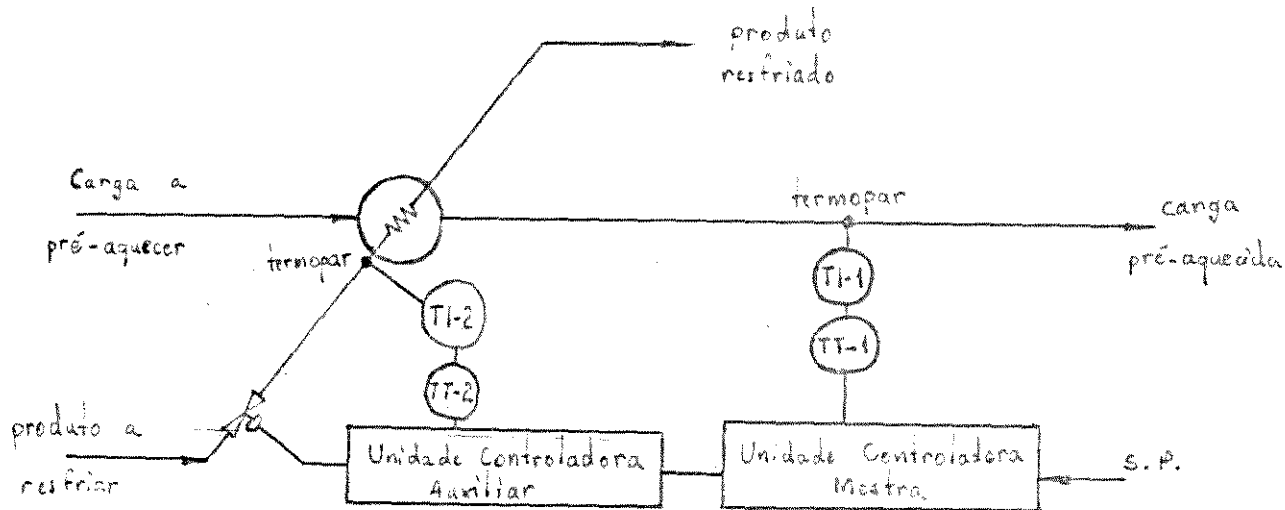 produto
resfriado
Carga a
pré-aquecer
termopar
termopar
carga
pré-aquecida
TI-1
TT-1
TI-2
TT-2
produto a
resfriar
Unidade Controladora
Auxiliar
Unidade Controladora
Mestra
S.P.